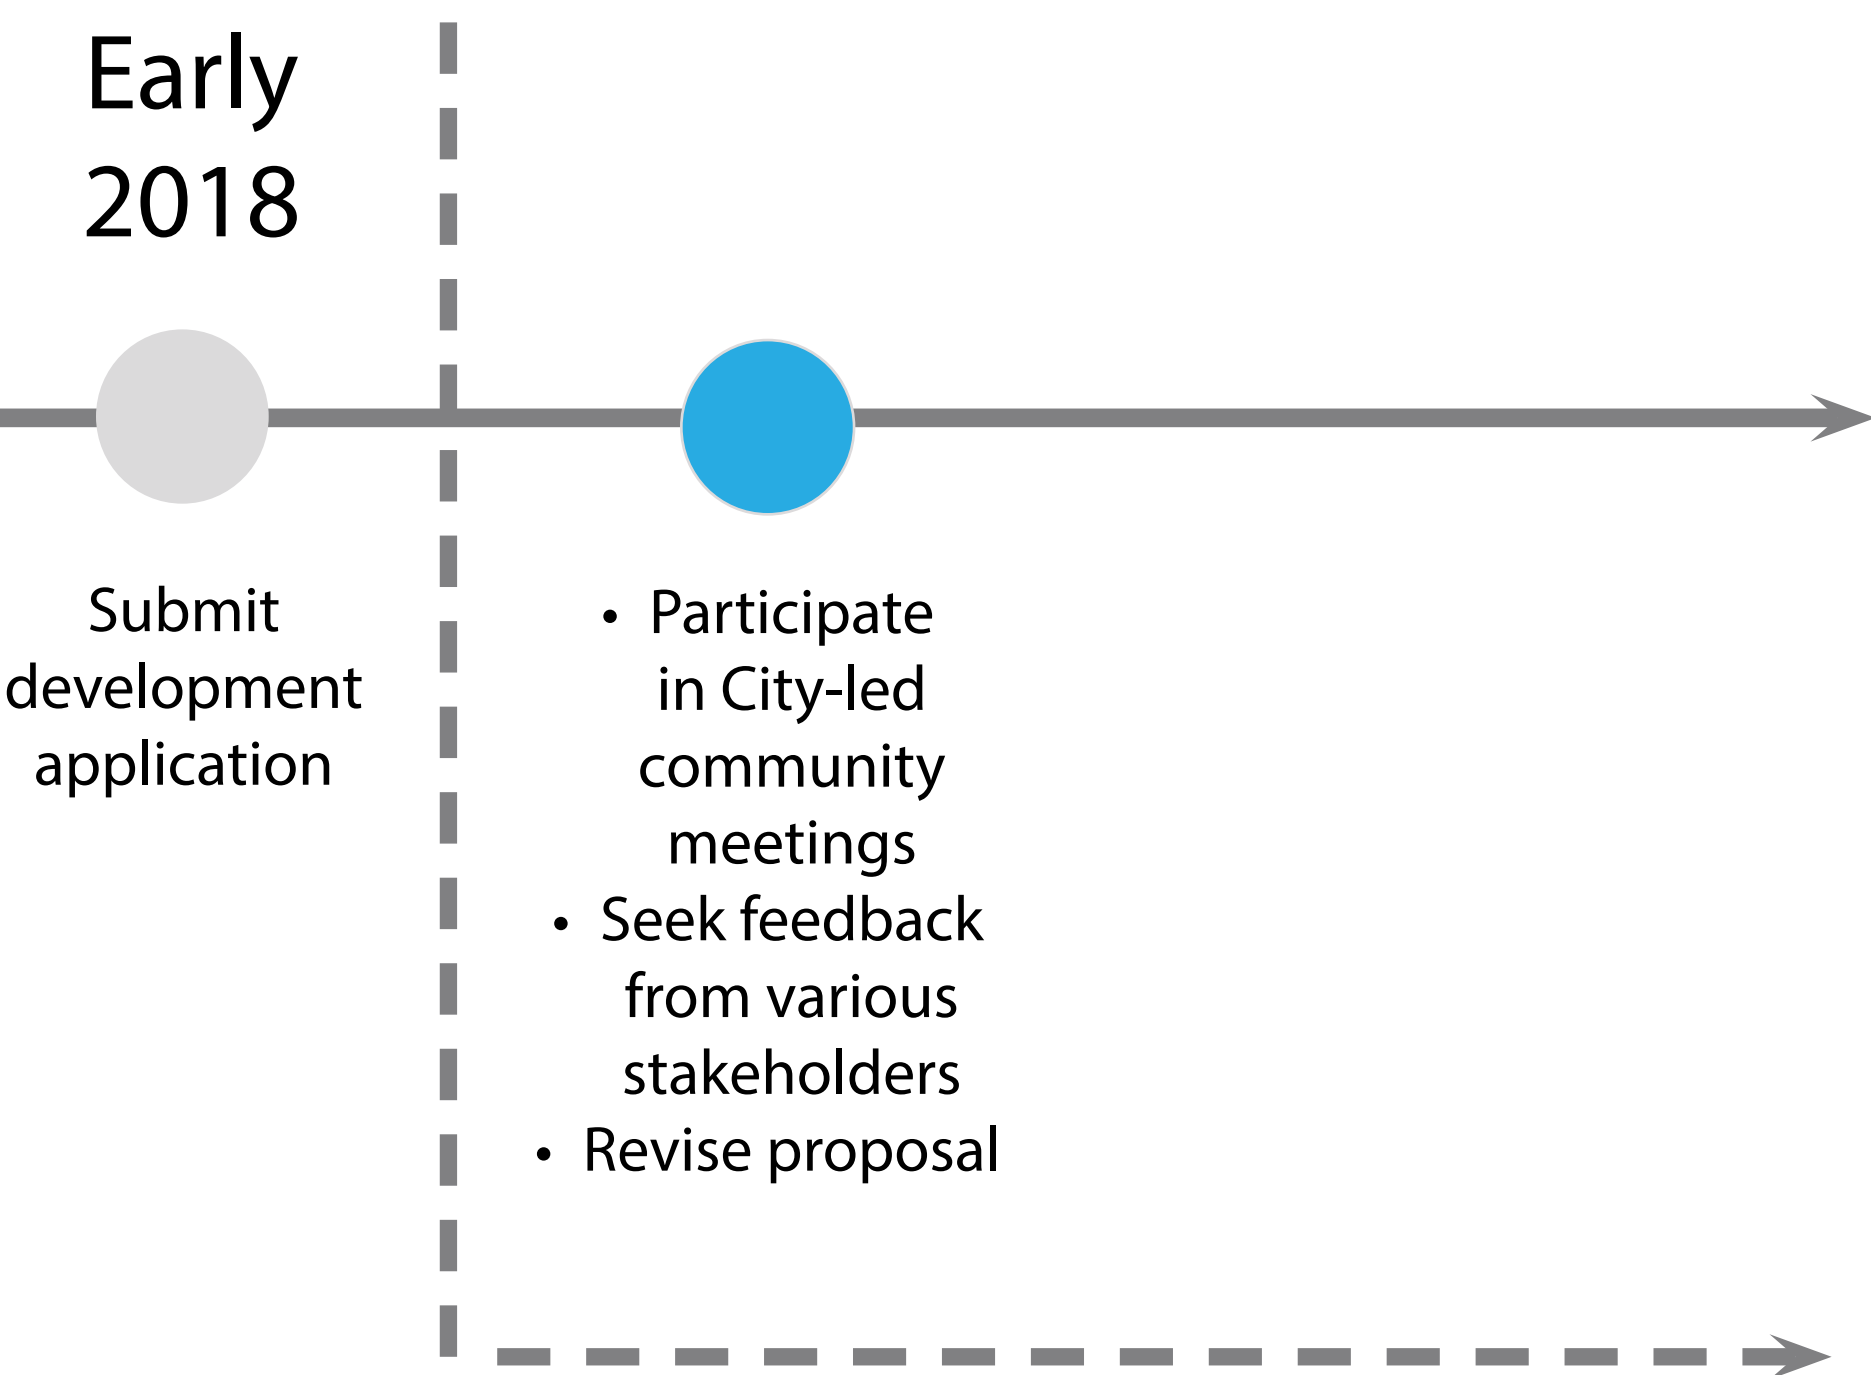 Early
2018
Submit
development
application
• Participate
in City-led
community
meetings
• Seek feedback
from various
stakeholders
• Revise proposal